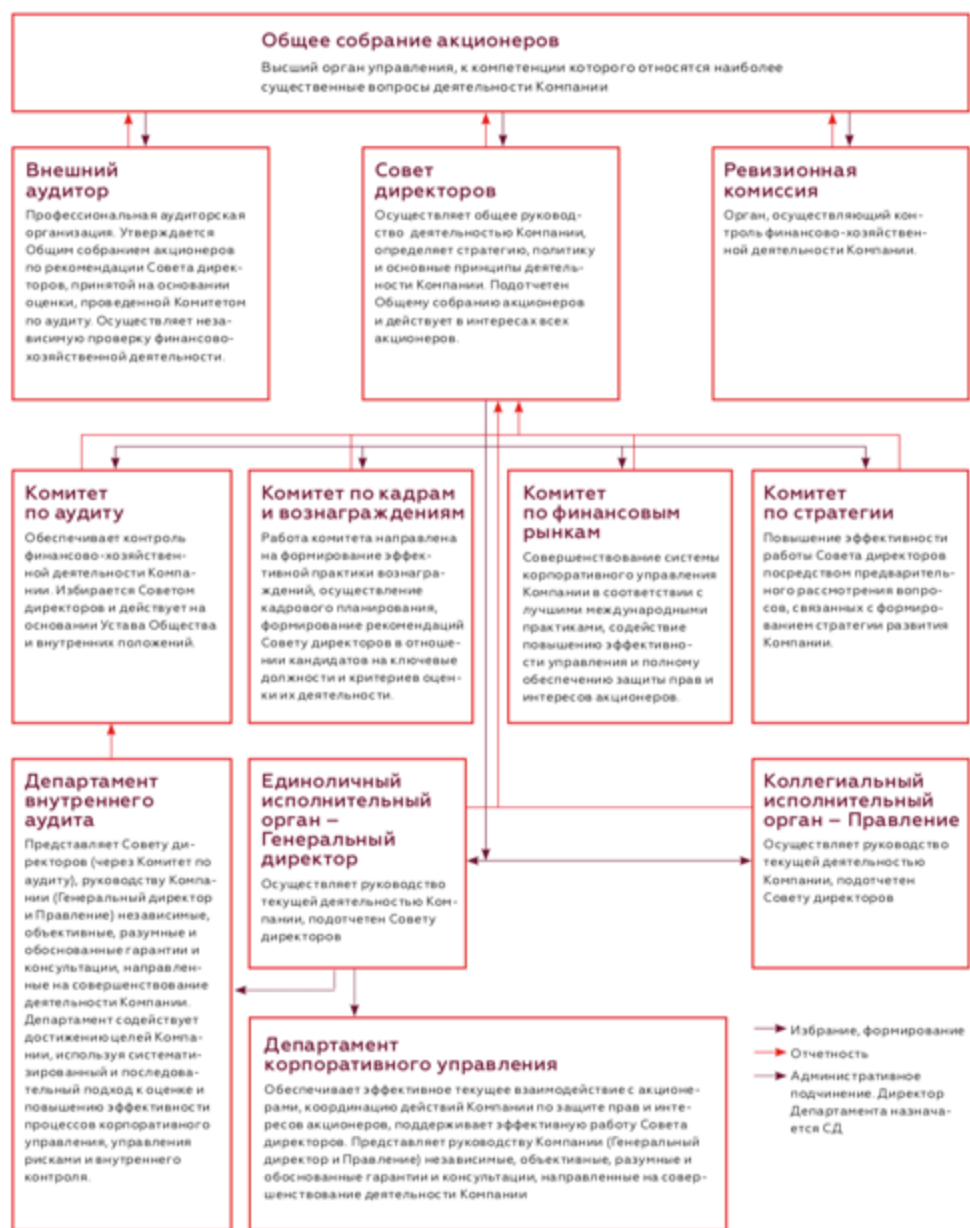 Общее собрание акционеров
Высший орган управления, к компетенции которого относятся наиболее
существенные вопросы деятельности Компании
Внешний
аудитор
Профессиональная аудиторская
организация. Утверждается
Общим собранием акционеров
по рекомендации Совета дирек-
торов, принятой на основании
оценки, проведенной Комитетом
по аудиту. Осуществляет неза-
висимую проверку финансово-
хозяйственной деятельности.
Совет
директоров
Осуществляет общее руковод-
ство деятельностью Компании,
определяет стратегию, политику
и основные принципы деятель-
ности Компании. Подотчетен
Общему собранию акционеров
и действует в интересах всех
акционеров.
Ревизионная
комиссия
Орган, осуществляющий кон-
троль финансово-хозяйствен-
ной деятельности Компании.
Комитет
по аудиту
Обеспечивает контроль
финансово-хозяйствен-
ной деятельности Компа-
нии. Избирается Советом
директоров и действует на
основании Устава Общества
и внутренних положений.
Комитет по кадрам
и вознаграждениям
Работа комитета направлена
на формирование эффек-
тивной практики вознагра-
ждений, осуществление
кадрового планирования,
формирование рекомендаций
Совету директоров в отноше-
нии кандидатов на ключевые
должности и критериев оцен-
ки их деятельности.
Комитет
по финансовым
рынкам
Совершенствование системы
корпоративного управления
Компании в соответствии с
лучшими международными
практиками, содействие
повышению эффективно-
сти управления и полному
обеспечению защиты прав и
интересов акционеров.
Комитет
по стратегии
Повышение эффективности
работы Совета директоров
посредством предваритель-
ного рассмотрения вопро-
сов, связанных с формиро-
ванием стратегии развития
Компании.
Департамент
внутреннего
аудита
Представляет Совету ди-
ректоров (через Комитет по
аудиту), руководству Компа-
нии (Генеральный директор
и Правление) независимые,
объективные, разумные и
обоснованные гарантии и
консультации, направлен-
ные на совершенствование
деятельности Компании.
Департамент содействует
достижению целей Компа-
нии, используя системати-
зированный и последова-
тельный подход к оценке и
повышению эффективности
процессов корпоративного
управления, управления
рисками и внутреннего
контроля.
Единоличный
исполнительный
орган –
Генеральный
директор
Осуществляет руководство
текущей деятельностью Ком-
пании, подотчетен Совету
директоров
Коллегиальный
исполнительный
орган – Правление
Осуществляет руководство
текущей деятельностью
Компании, подотчетен
Совету директоров
Департамент
корпоративного управления
Обеспечивает эффективное текущее взаимодействие с акционе-
рами, координацию действий Компании по защите прав и инте-
ресов акционеров, поддерживает эффективную работу Совета
директоров. Представляет руководству Компании (Генеральный
директор и Правление) независимые, объективные, разумные и
обоснованные гарантии и консультации, направленные на совер-
шенствование деятельности Компании
Избрание, формирование
Отчетность
Административное
подчинение. Директор
Департамента назнача-
ется СД